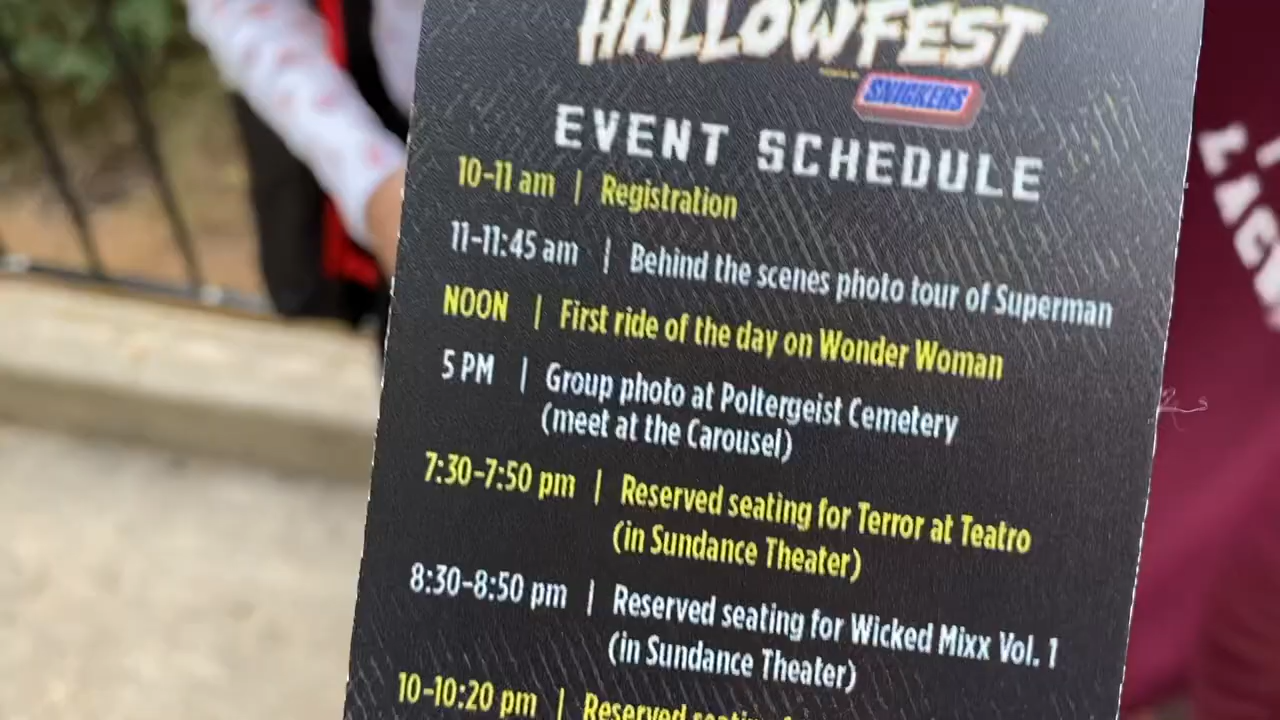 HALLOWFEST
SNICKERS
EVENT SCHEDULE
10-11 am | Registration
11-11:45 am | Behind the scenes photo tour of Superman
NOON | First ride of the day on Wonder Woman
5 PM | Group photo at Poltergeist Cemetery
(meet at the Carousel)
7:30-7:50 pm | Reserved seating for Terror at Teatro
(in Sundance Theater)
8:30-8:50 pm | Reserved seating for Wicked Mixx Vol. 1
(in Sundance Theater)
10-10:20 pm | Reserved seating